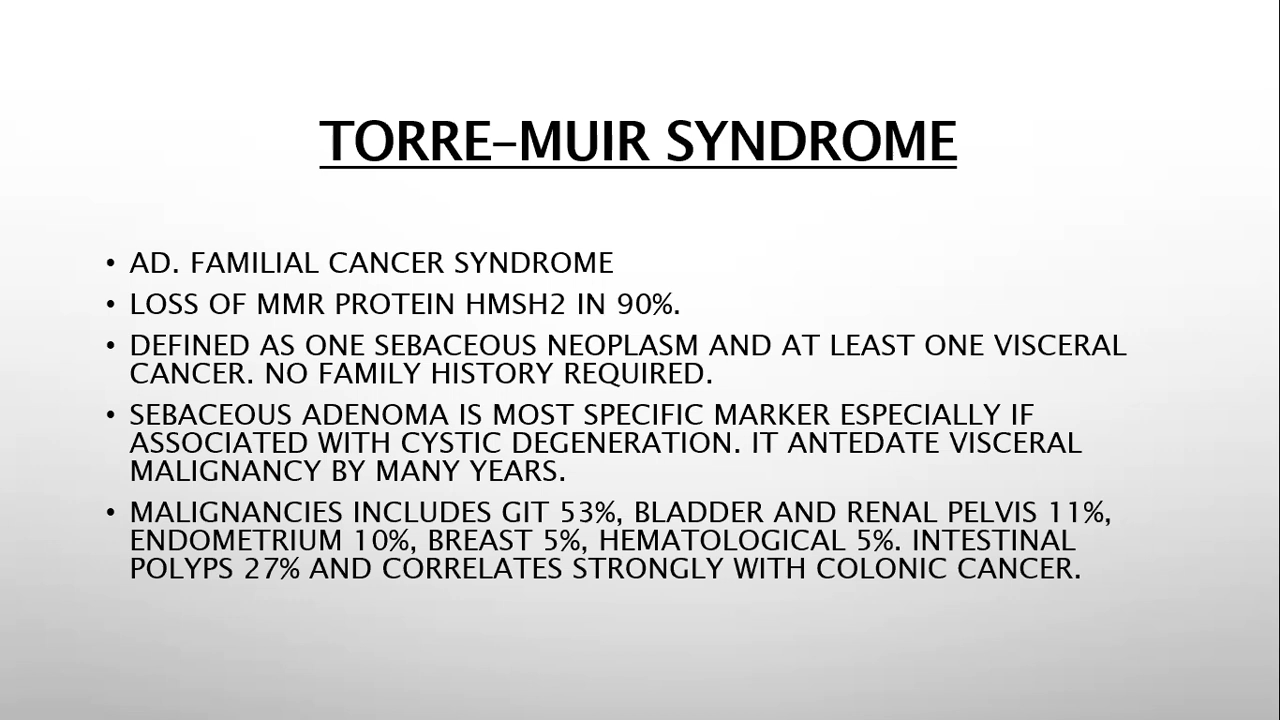 TORRE-MUIR SYNDROME
• AD. FAMILIAL CANCER SYNDROME
• LOSS OF MMR PROTEIN HMSH2 IN 90%.
• DEFINED AS ONE SEBACEOUS NEOPLASM AND AT LEAST ONE VISCERAL
CANCER. NO FAMILY HISTORY REQUIRED.
• SEBACEOUS ADENOMA IS MOST SPECIFIC MARKER ESPECIALLY IF
ASSOCIATED WITH CYSTIC DEGENERATION. IT ANTEDATE VISCERAL
MALIGNANCY BY MANY YEARS.
• MALIGNANCIES INCLUDES GIT 53%, BLADDER AND RENAL PELVIS 11%,
ENDOMETRIUM 10%, BREAST 5%, HEMATOLOGICAL 5%. INTESTINAL
POLYPS 27% AND CORRELATES STRONGLY WITH COLONIC CANCER.